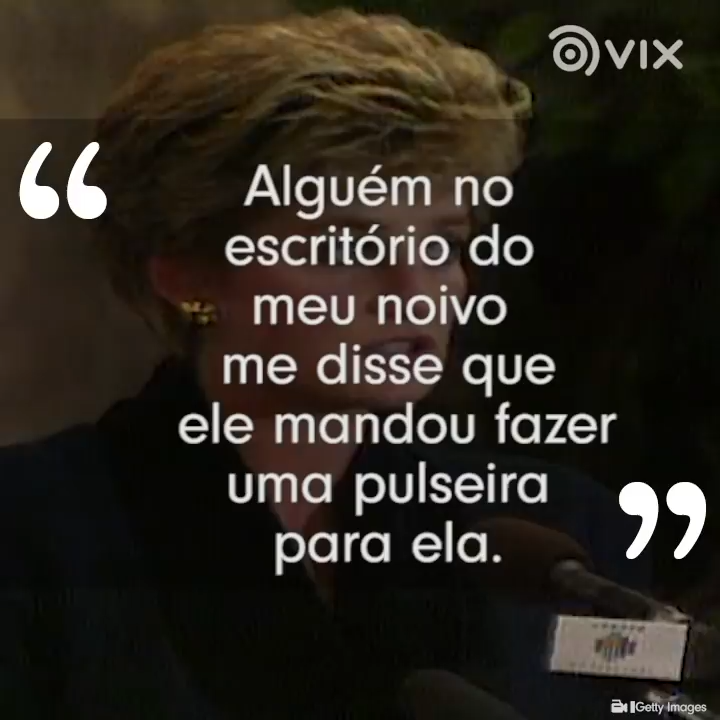 VIX
“
Alguém no
escritório do
meu noivo
me disse que
ele mandou fazer
uma pulseira
para ela.
”
Getty Images